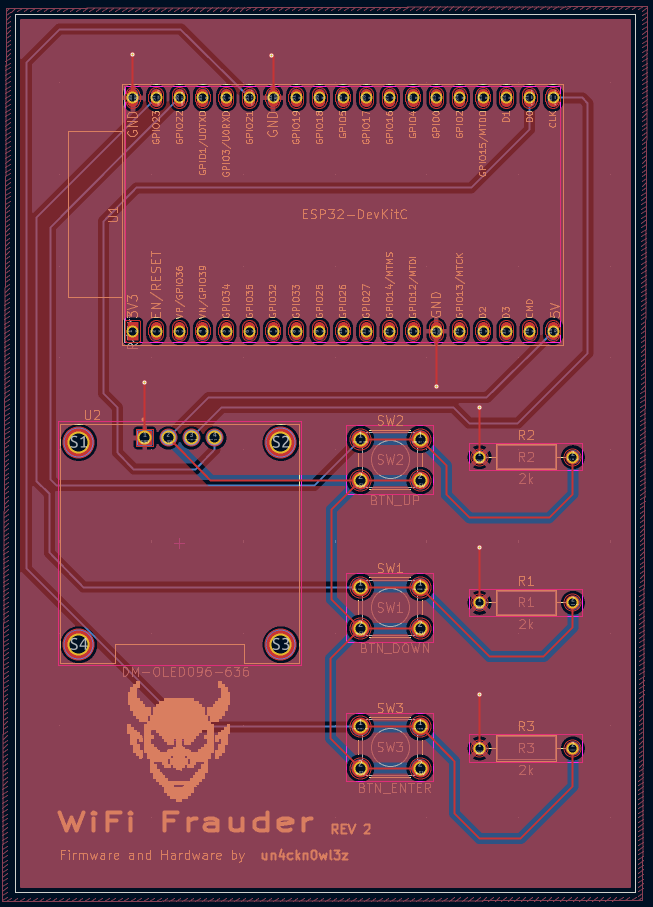 GND
GPIO23
GPIO22
GPIO1/U0TXD
GPIO3/U0RXD
GPIO21
GND
GPIO19
GPIO18
GPIO5
GPIO17
GPIO16
GPIO4
GPIO0
GPIO2
GPIO15/MTDO
D1
D0
CLK
U1
ESP32-DevKitC
3V3
EN/RESET
VP/GPIO36
VN/GPIO39
GPIO34
GPIO35
GPIO32
GPIO33
GPIO25
GPIO26
GPIO27
GPIO14/MTMS
GPIO12/MTDI
GND
GPIO13/MTCK
D2
D3
CMD
5V
U2
S1
S2
SW2
SW2
BTN_UP
R2
R2
2k
SW1
SW1
BTN_DOWN
R1
R1
2k
S4
S3
DM-OLED096-636
SW3
SW3
BTN_ENTER
R3
R3
2k
WiFi Frauder REV 2
Firmware and Hardware by un4ckn0wl3z